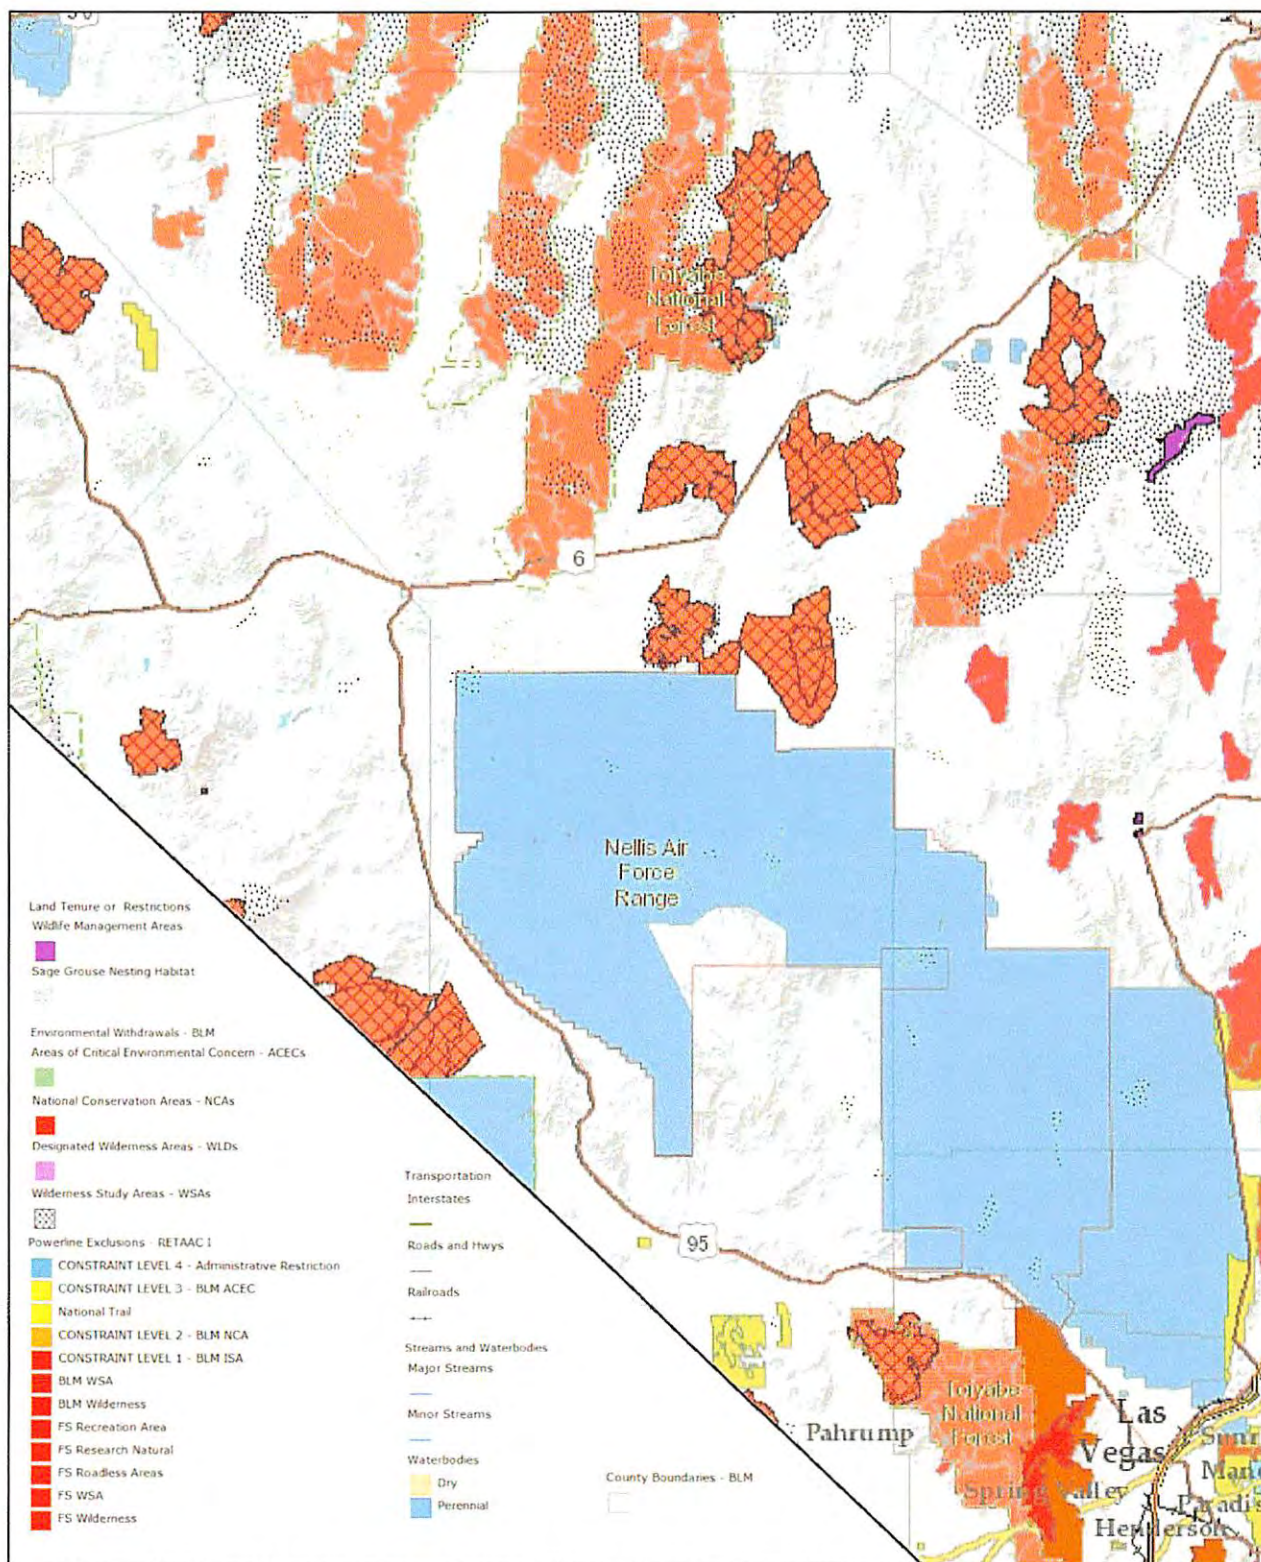 50
Toiyabe
National
Forest
6
Nellis Air
Force
Range
95
Toiyabe
National
Forest
Las
Vegas
Pahrump
Spring Valley
Henderson
Land Tenure or Restrictions
Wildlife Management Areas
Sage Grouse Nesting Habitat
Environmental Withdrawals - BLM
Areas of Critical Environmental Concern - ACECs
National Conservation Areas - NCAs
Designated Wilderness Areas - WLDs
Wilderness Study Areas - WSAs
Powerline Exclusions - RETAAC I
CONSTRAINT LEVEL 4 - Administrative Restriction
CONSTRAINT LEVEL 3 - BLM ACEC
National Trail
CONSTRAINT LEVEL 2 - BLM NCA
CONSTRAINT LEVEL 1 - BLM ISA
BLM WSA
BLM Wilderness
FS Recreation Area
FS Research Natural
FS Roadless Areas
FS WSA
FS Wilderness
Transportation
Interstates
Roads and Hwys
Railroads
Streams and Waterbodies
Major Streams
Minor Streams
Waterbodies
Dry
Perennial
County Boundaries - BLM